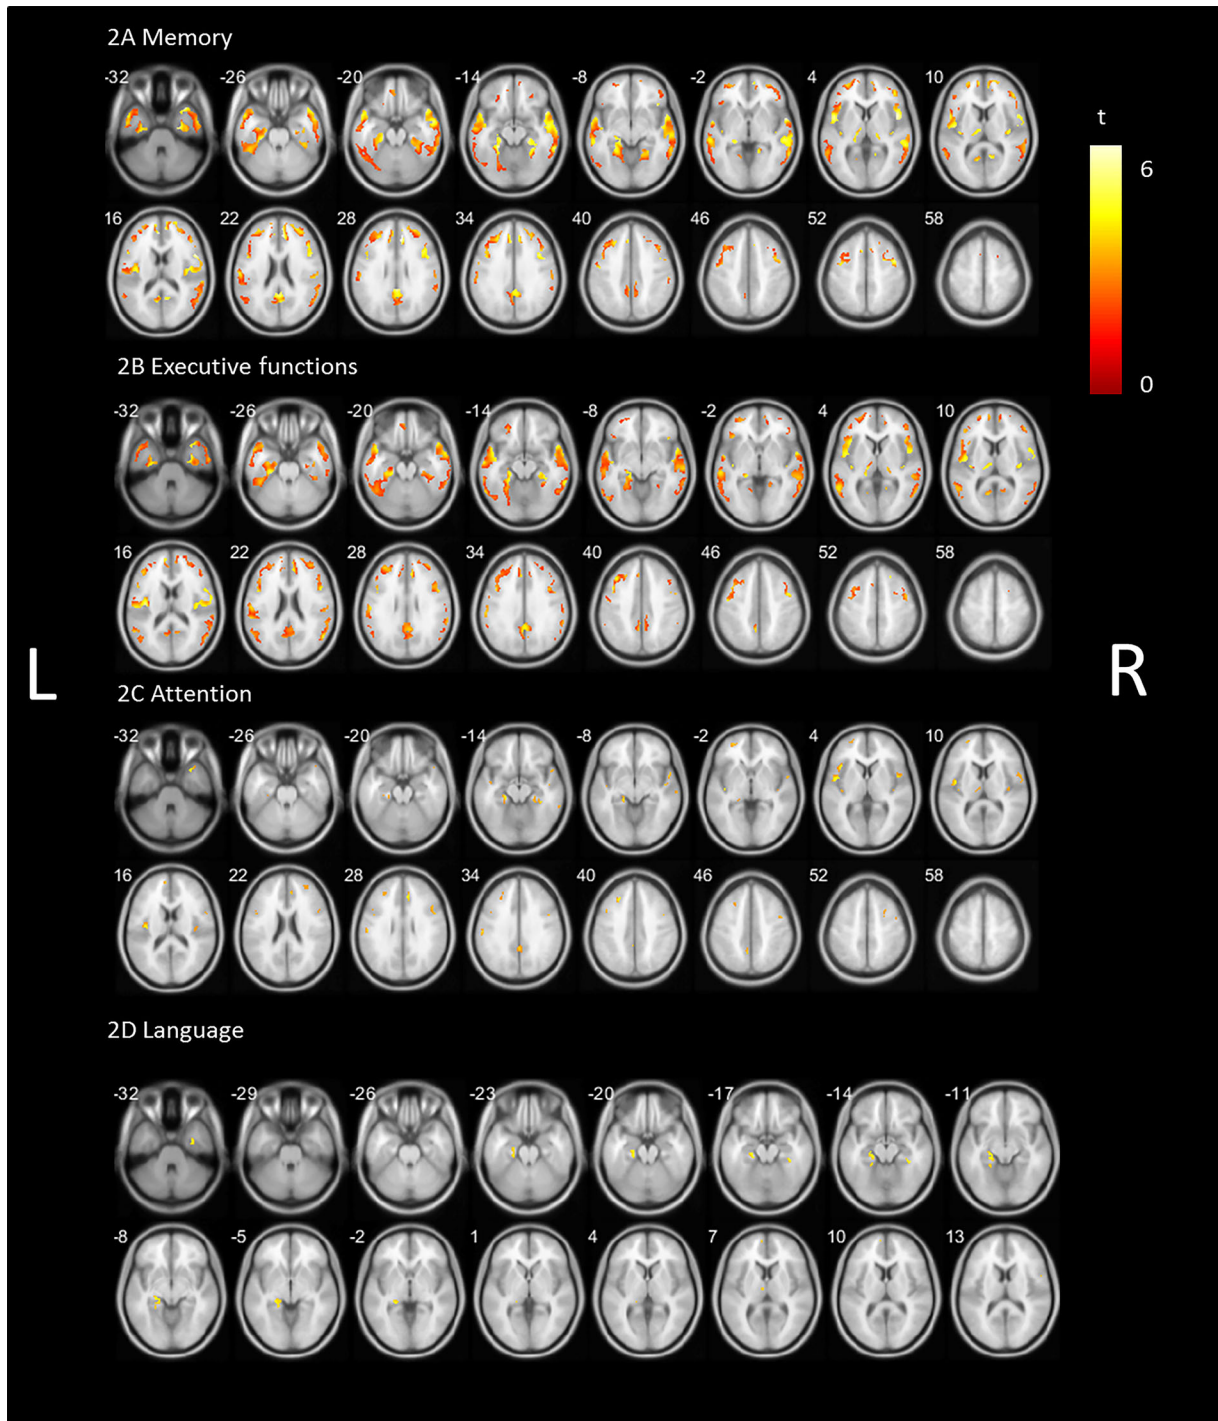 2A Memory
-32 -26 -20 -14 -8 -2 4 10
t
6
16 22 28 34 40 46 52 58
2B Executive functions
0
-32 -26 -20 -14 -8 -2 4 10
16 22 28 34 40 46 52 58
L R
2C Attention
-32 -26 -20 -14 -8 -2 4 10
16 22 28 34 40 46 52 58
2D Language
-32 -29 -26 -23 -20 -17 -14 -11
-8 -5 -2 1 4 7 10 13